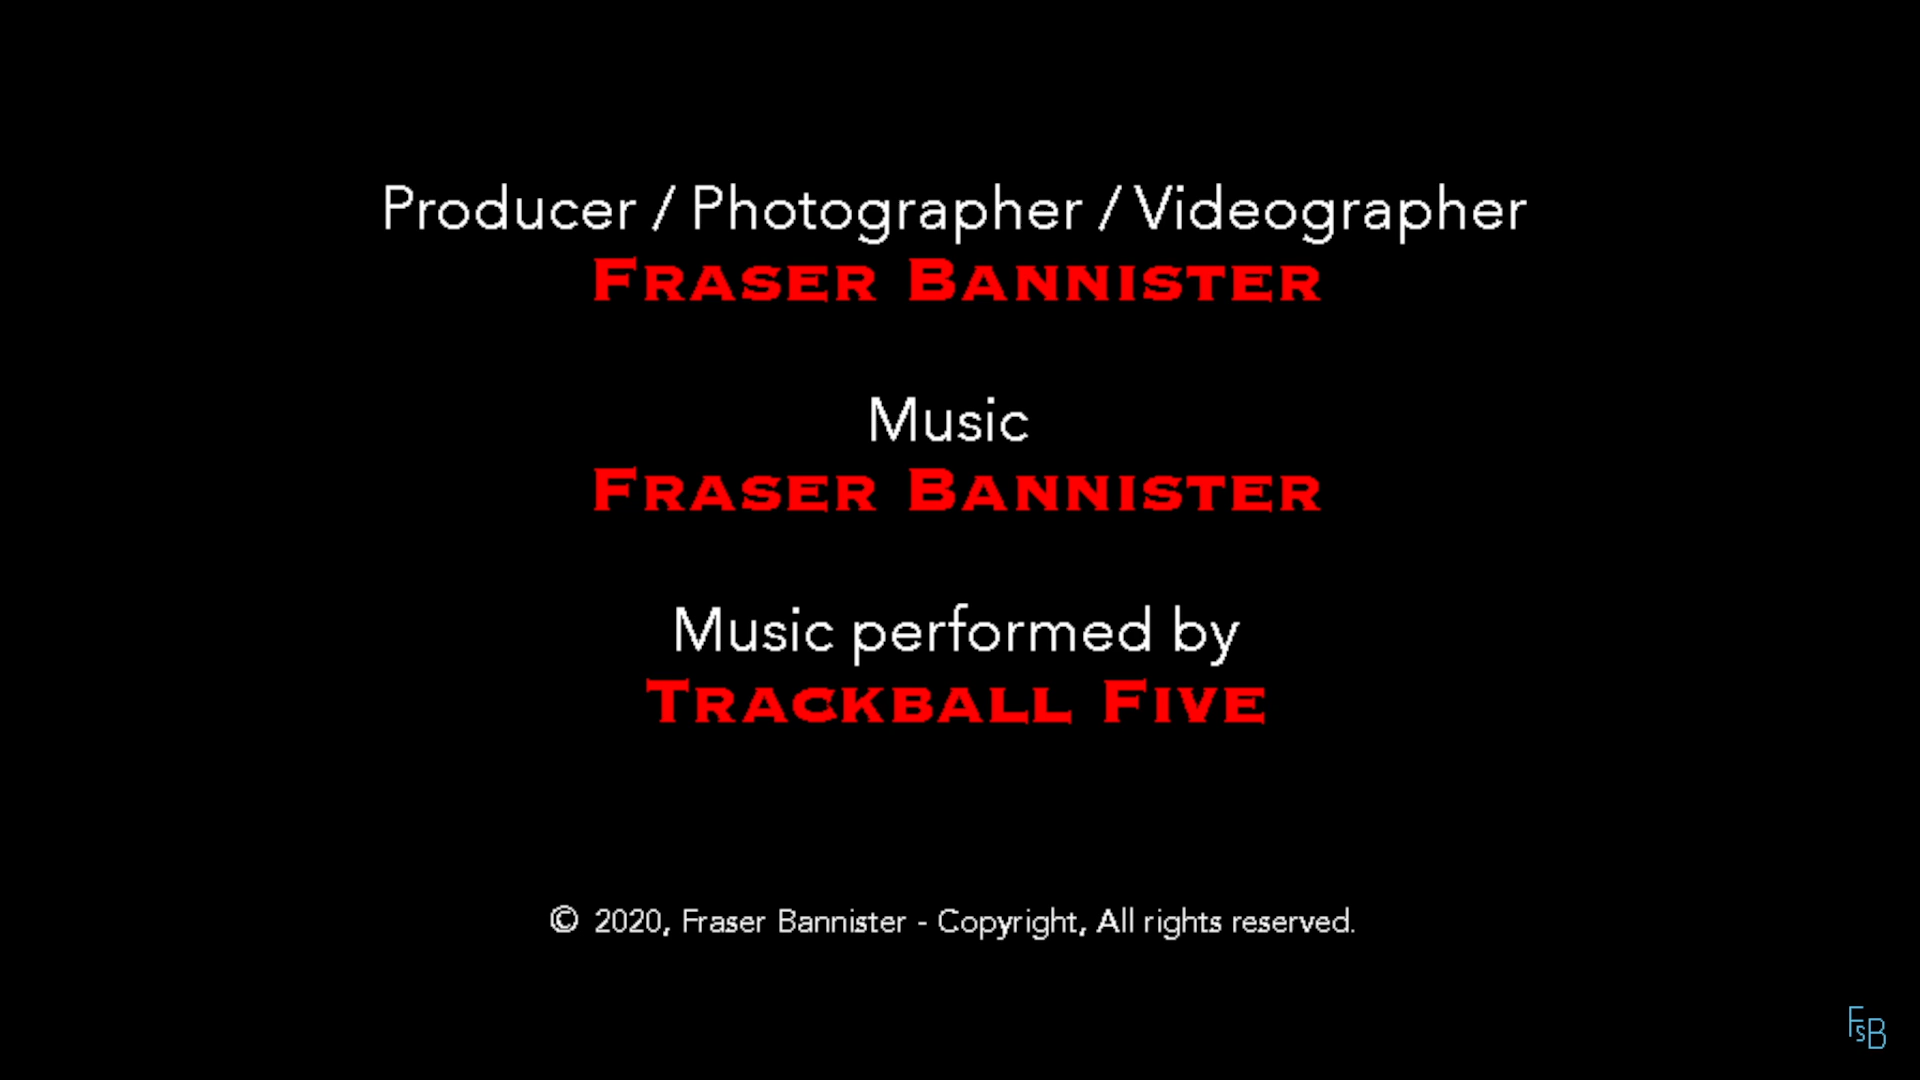 Producer / Photographer / Videographer
Fraser Bannister
Music
Fraser Bannister
Music performed by
Trackball Five
© 2020, Fraser Bannister - Copyright, All rights reserved.
FsB